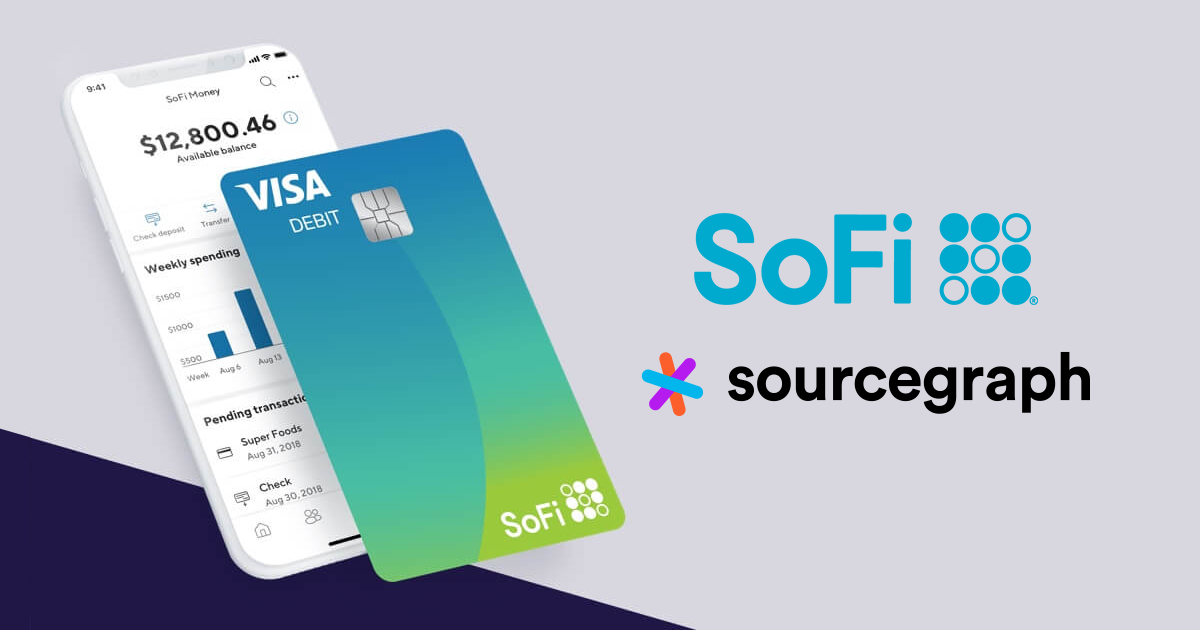 9:41
SoFi Money
$12,800.46
Available balance
Check deposit
Transfer
Weekly spending
$1500
$1000
$500
Week Aug 6 Aug 13
Pending transactio
Super Foods
Aug 31, 2018
Check
Aug 30, 2018
VISA
DEBIT
SoFi
SoFi ®
sourcegraph